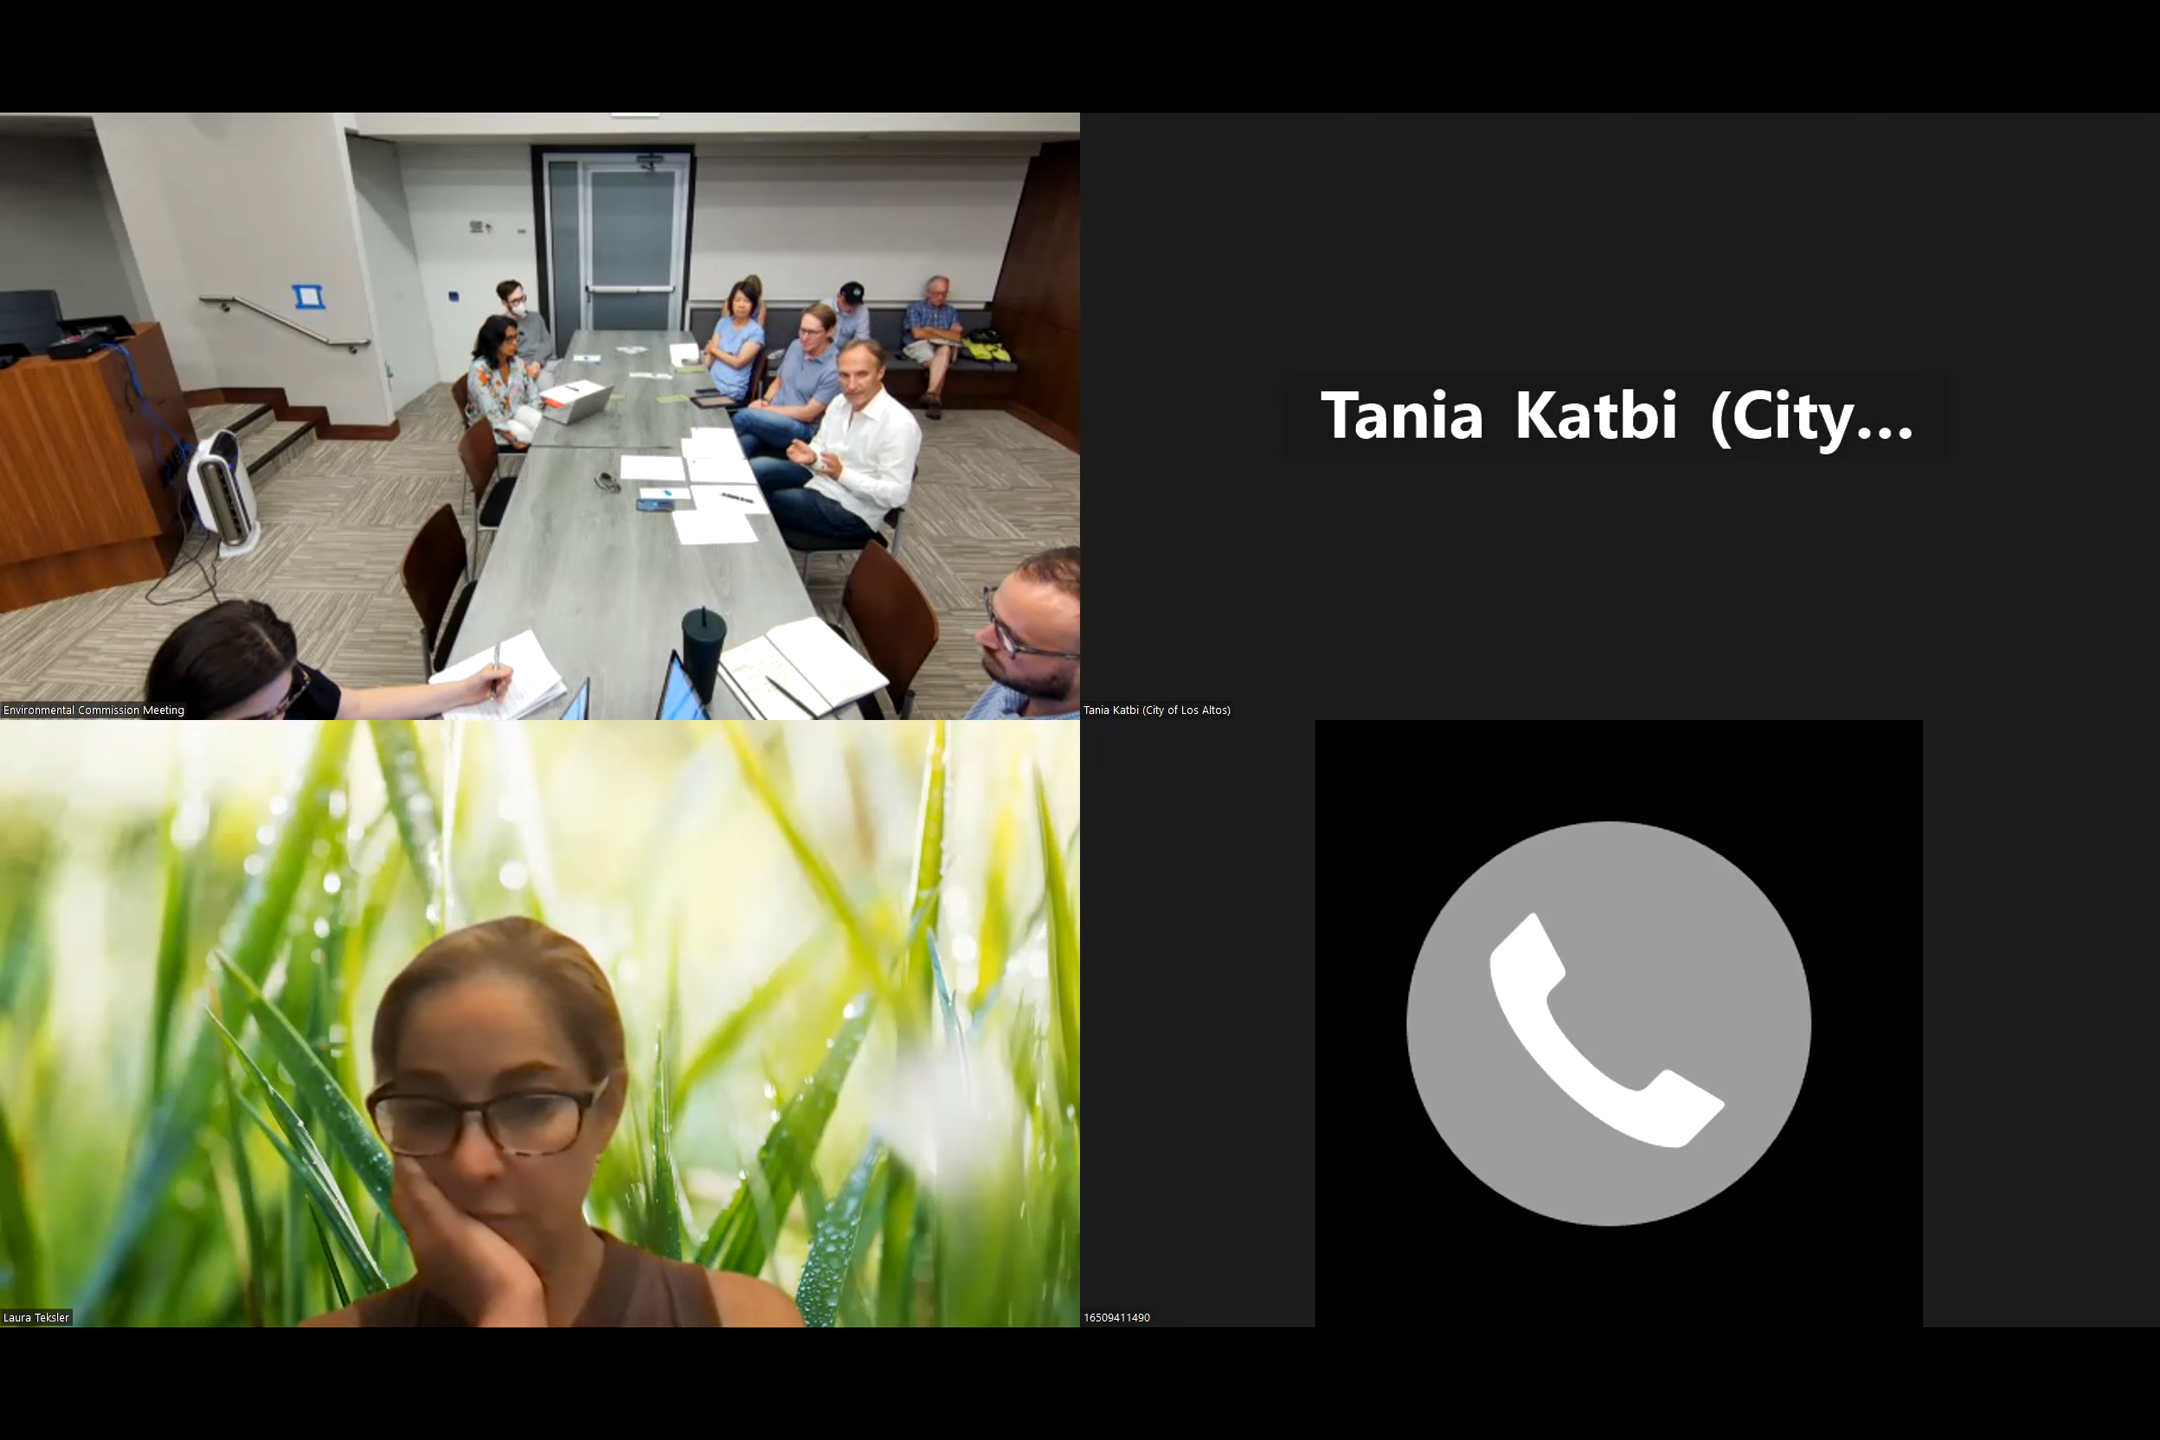 Tania Katbi (City...
Environmental Commission Meeting
Tania Katbi (City of Los Altos)
Laura Teksler
16509411490